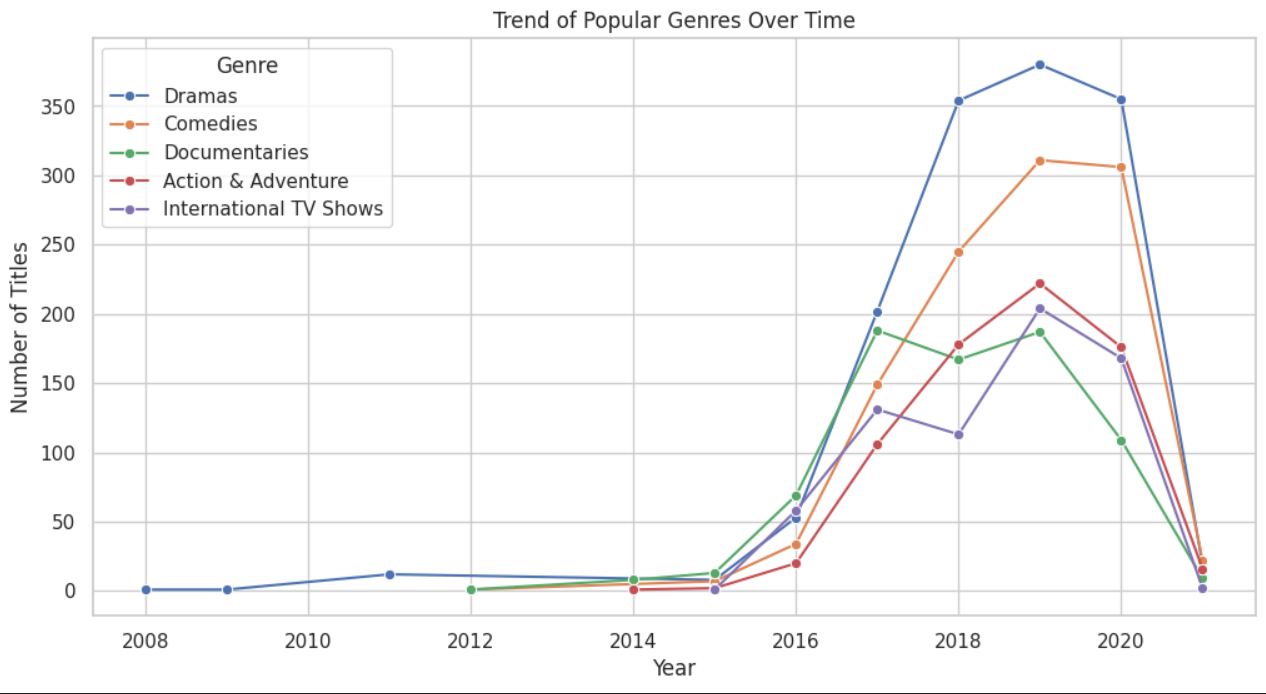 Trend of Popular Genres Over Time
Genre
Dramas
Comedies
Documentaries
Action & Adventure
International TV Shows
Number of Titles
350
300
250
200
150
100
50
0
2008 2010 2012 2014 2016 2018 2020
Year